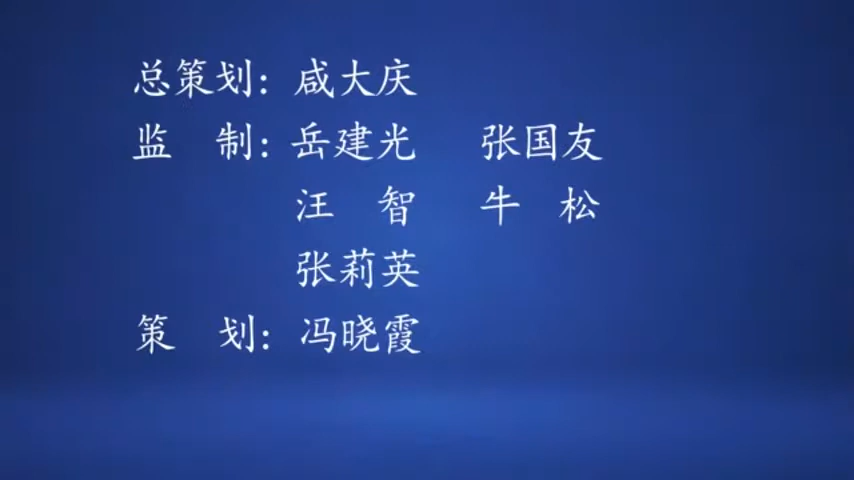 总策划：咸大庆
监　制：岳建光　张国友
汪　智　牛　松
张莉英
策　划：冯晓霞